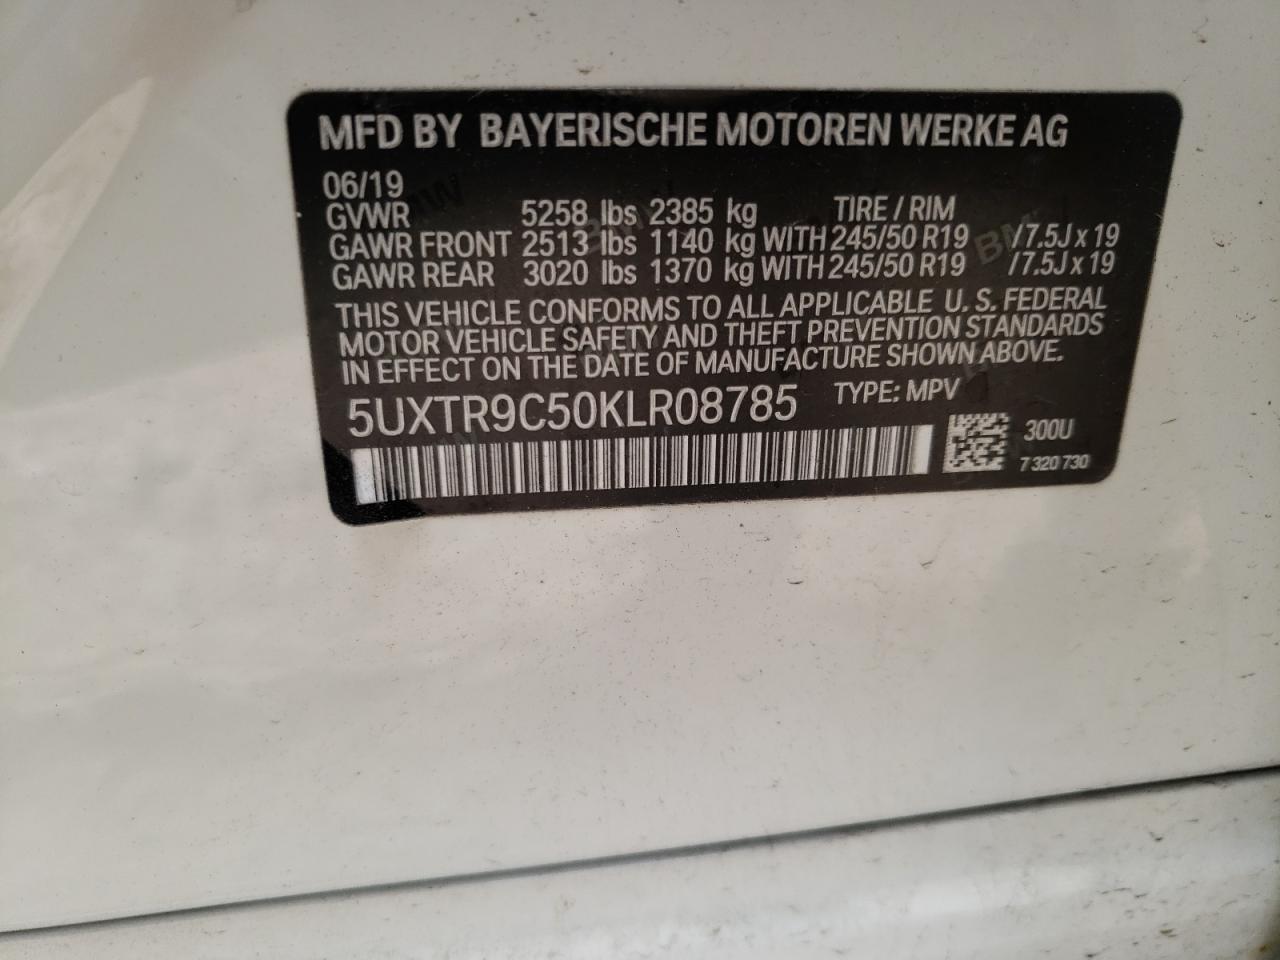 MFD BY BAYERISCHE MOTOREN WERKE AG
06/19
GVWR 5258 lbs 2385 kg TIRE / RIM
GAWR FRONT 2513 lbs 1140 kg WITH 245/50 R19 /7.5J x 19
GAWR REAR 3020 lbs 1370 kg WITH 245/50 R19 /7.5J x 19
THIS VEHICLE CONFORMS TO ALL APPLICABLE U. S. FEDERAL
MOTOR VEHICLE SAFETY AND THEFT PREVENTION STANDARDS
IN EFFECT ON THE DATE OF MANUFACTURE SHOWN ABOVE.
5UXTR9C50KLR08785 TYPE: MPV
300U
7 320 730